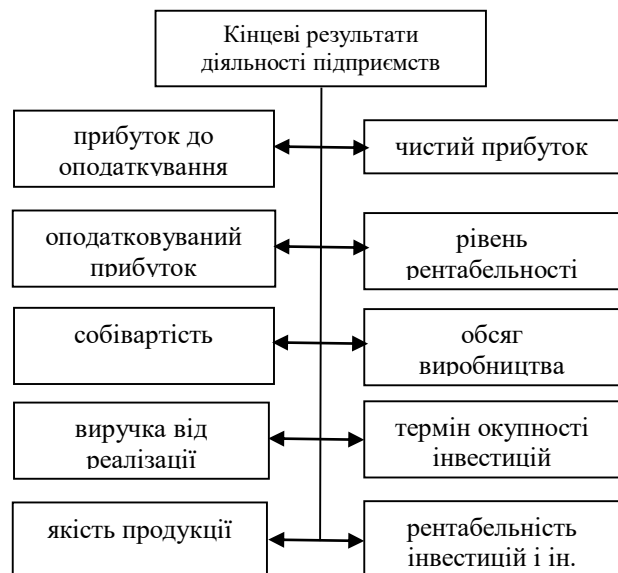 Кінцеві результати
діяльності підприємств
прибуток до
оподаткування
чистий прибуток
оподатковуваний
прибуток
рівень
рентабельності
собівартість
обсяг
виробництва
виручка від
реалізації
термін окупності
інвестицій
якість продукції
рентабельність
інвестицій і ін.